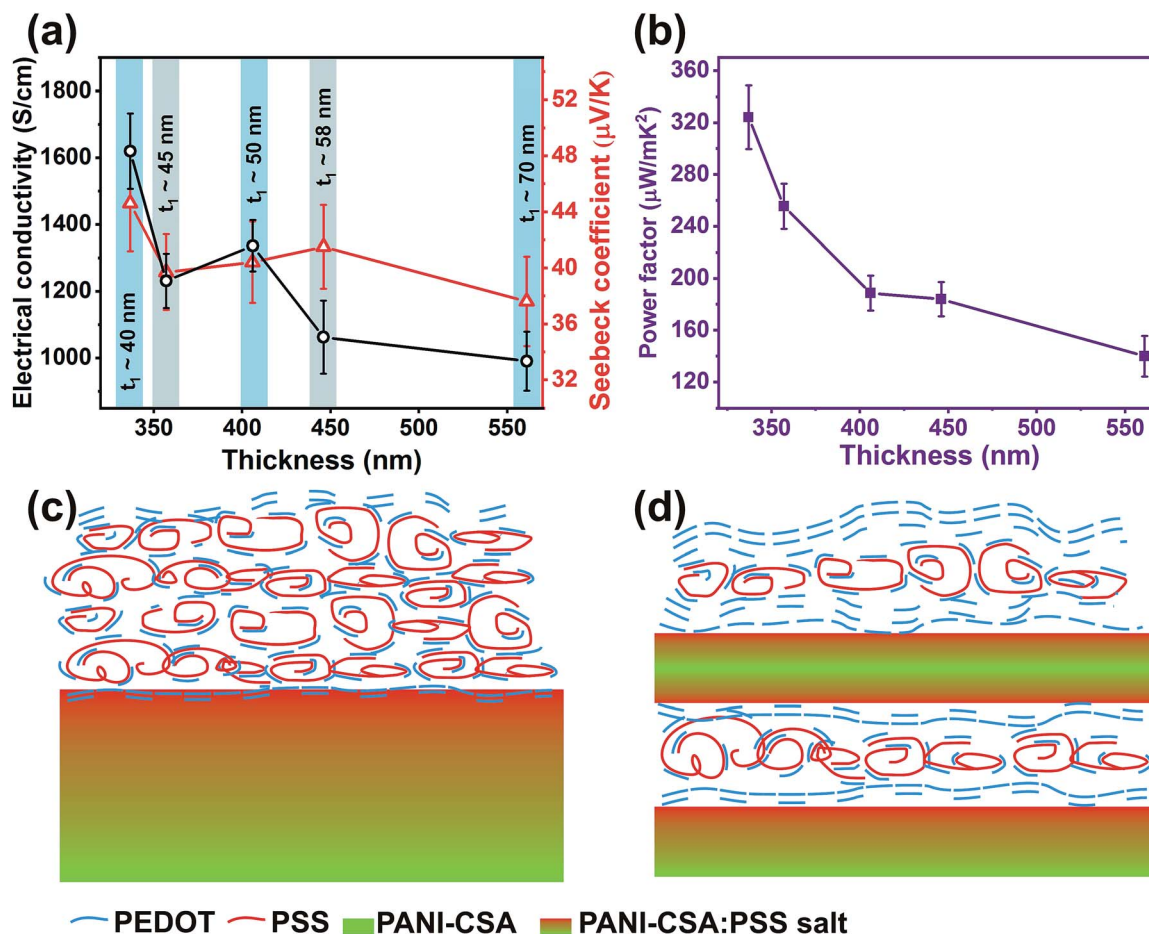 (a)
Electrical conductivity (S/cm)
1800
1600
1400
1200
1000
t₁ ~ 40 nm
t₁ ~ 45 nm
t₁ ~ 50 nm
t₁ ~ 58 nm
t₁ ~ 70 nm
52
48
44
40
36
32
Seebeck coefficient (μV/K)
350 400 450 500 550
Thickness (nm)
(b)
Power factor (μW/mK²)
360
320
280
240
200
160
120
350 400 450 500 550
Thickness (nm)
(c)
(d)
PEDOT PSS PANI-CSA PANI-CSA:PSS salt